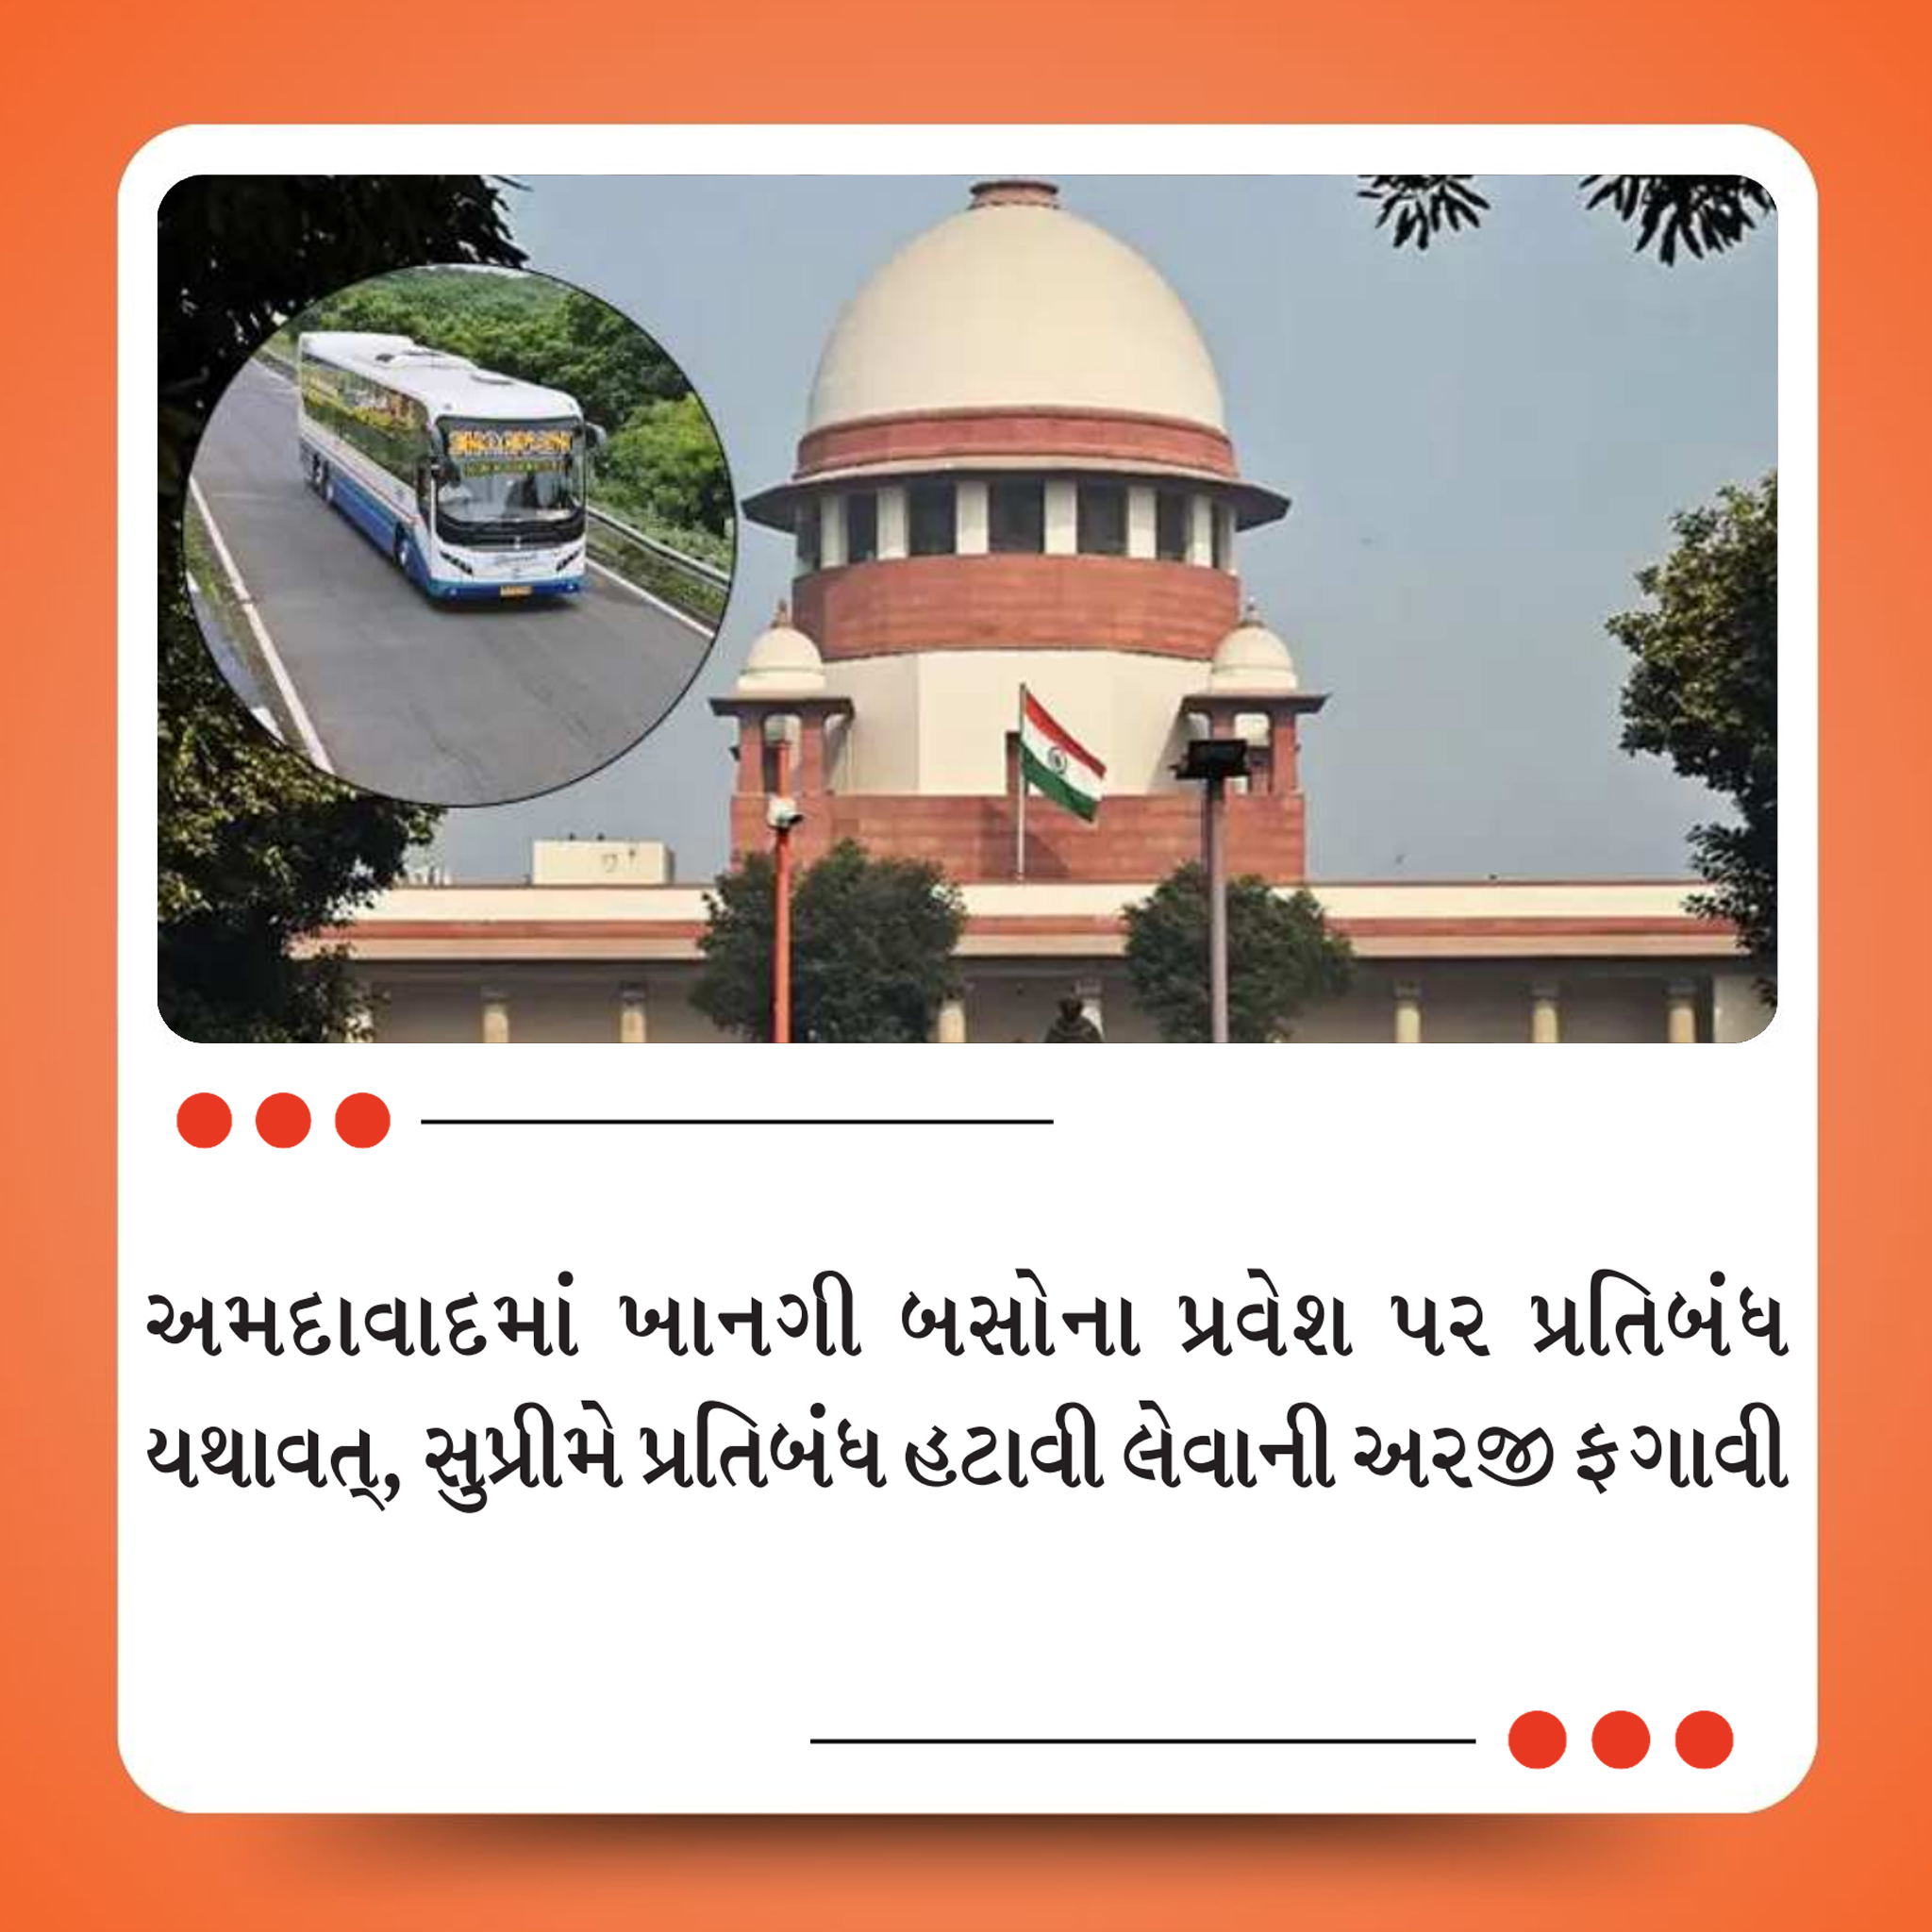 અમદાવાદમાં ખાનગી બસોના પ્રવેશ પર પ્રતિબંધ
યથાવત્, સુપ્રીમે પ્રતિબંધ હટાવી લેવાની અરજી ફગાવી